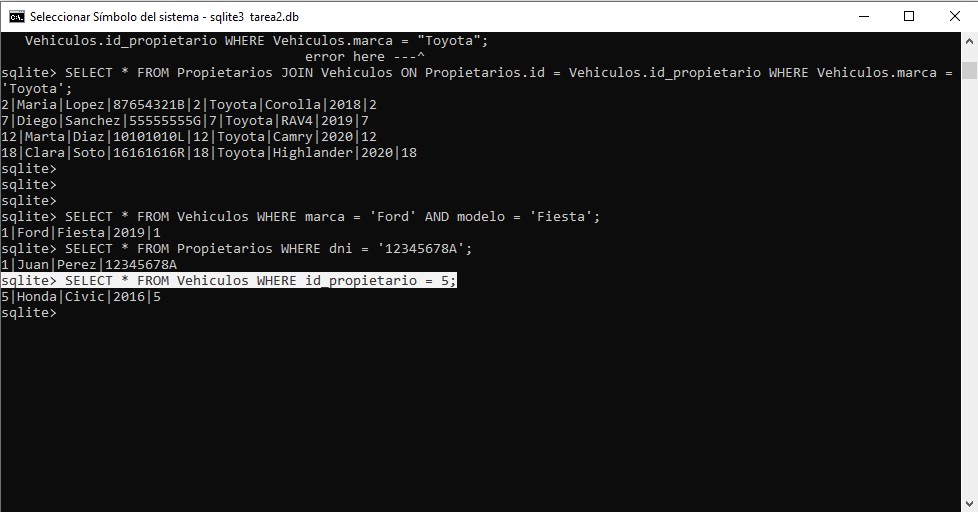 Seleccionar Símbolo del sistema - sqlite3 tarea2.db
Vehiculos.id_propietario WHERE Vehiculos.marca = "Toyota";
error here ---^
sqlite> SELECT * FROM Propietarios JOIN Vehiculos ON Propietarios.id = Vehiculos.id_propietario WHERE Vehiculos.marca =
'Toyota';
2|Maria|Lopez|87654321B|2|Toyota|Corolla|2018|2
7|Diego|Sanchez|55555555G|7|Toyota|RAV4|2019|7
12|Marta|Diaz|10101010L|12|Toyota|Camry|2020|12
18|Clara|Soto|16161616R|18|Toyota|Highlander|2020|18
sqlite>
sqlite>
sqlite>
sqlite> SELECT * FROM Vehiculos WHERE marca = 'Ford' AND modelo = 'Fiesta';
1|Ford|Fiesta|2019|1
sqlite> SELECT * FROM Propietarios WHERE dni = '12345678A';
1|Juan|Perez|12345678A
sqlite> SELECT * FROM Vehiculos WHERE id_propietario = 5;
5|Honda|Civic|2016|5
sqlite>